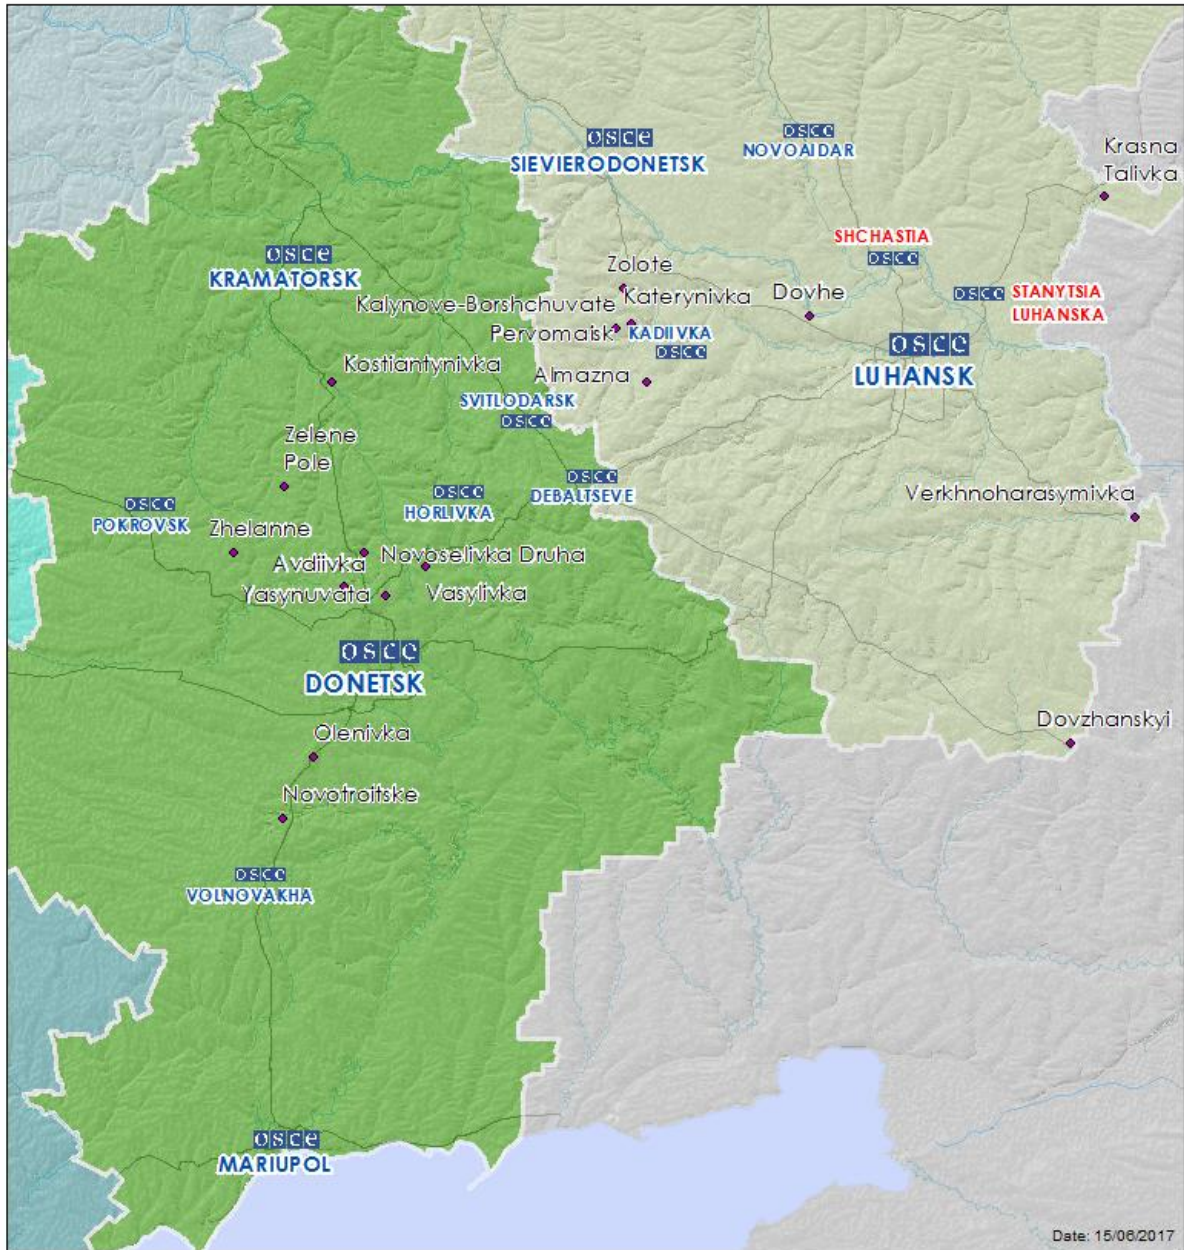 OSCE
SIEVIERODONETSK
OSCE
NOVOAIDAR
Krasna
Talivka
SHCHASTIA
OSCE
OSCE
KRAMATORSK
Zolote
Kalynove-Borshchuvate
Katerynivka
Dovhe
OSCE
STANYTSIA
LUHANSKA
Pervomaisk
KADIIVKA
OSCE
OSCE
LUHANSK
Kostiantynivka
Almazna
SVITLODARSK
OSCE
Zelene
Pole
OSCE
DEBALTSEVE
OSCE
POKROVSK
OSCE
HORLIVKA
Verkhnoharasymivka
Zhelanne
Avdiivka
Novoselivka Druha
Yasynuvata
Vasylivka
OSCE
DONETSK
Olenivka
Dovzhanskyi
Novotroitske
OSCE
VOLNOVAKHA
OSCE
MARIUPOL
Date: 15/06/2017